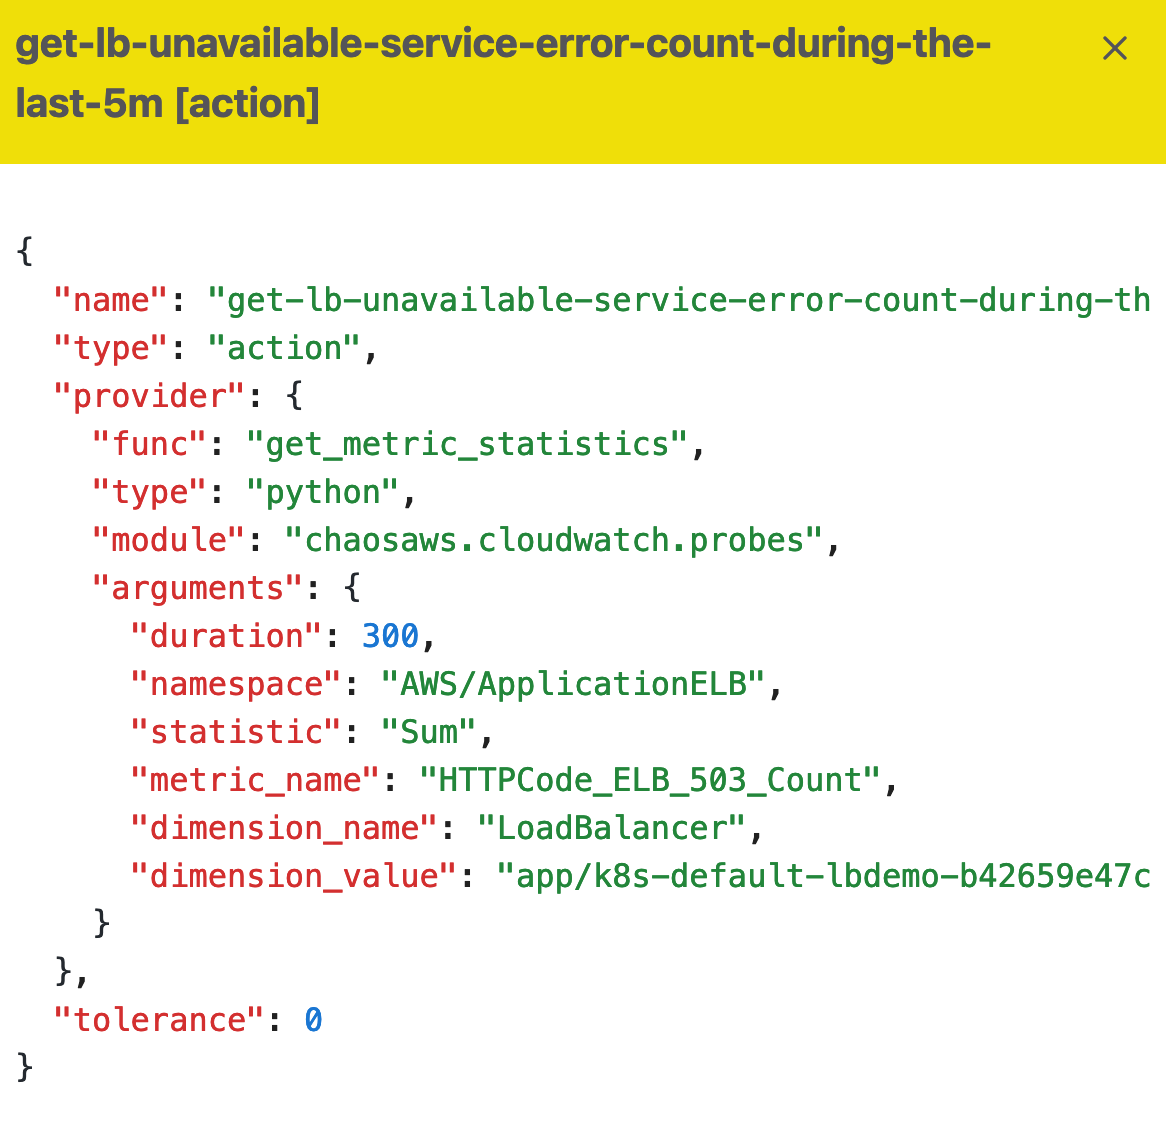 get-lb-unavailable-service-error-count-during-the-
last-5m [action]
{
"name": "get-lb-unavailable-service-error-count-during-th
"type": "action",
"provider": {
"func": "get_metric_statistics",
"type": "python",
"module": "chaosaws.cloudwatch.probes",
"arguments": {
"duration": 300,
"namespace": "AWS/ApplicationELB",
"statistic": "Sum",
"metric_name": "HTTPCode_ELB_503_Count",
"dimension_name": "LoadBalancer",
"dimension_value": "app/k8s-default-lbdemo-b42659e47c
}
},
"tolerance": 0
}